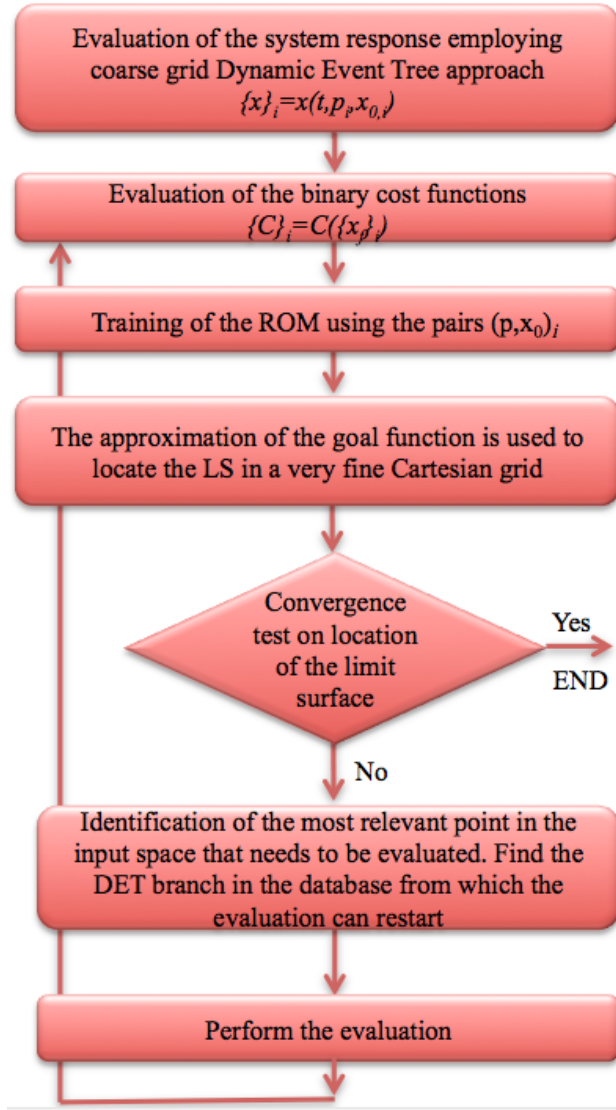 Evaluation of the system response employing
coarse grid Dynamic Event Tree approach
{x}i=x(t,pi,x0,i)
Evaluation of the binary cost functions
{C}i=C({xp}i)
Training of the ROM using the pairs (p,x0)i
The approximation of the goal function is used to
locate the LS in a very fine Cartesian grid
Convergence
test on location
of the limit
surface
Yes
END
No
Identification of the most relevant point in the
input space that needs to be evaluated. Find the
DET branch in the database from which the
evaluation can restart
Perform the evaluation